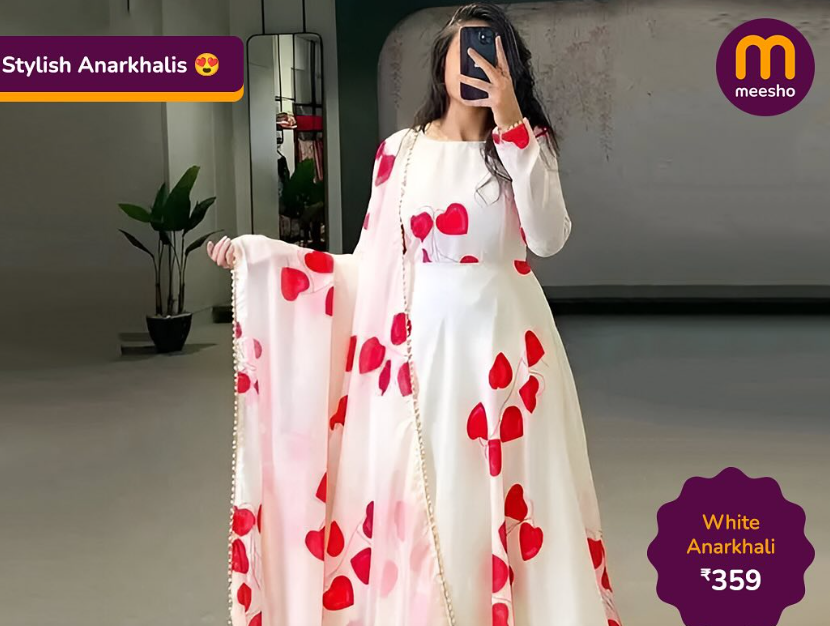 Stylish Anarkhalis 😍
meesho
White
Anarkhali
₹359